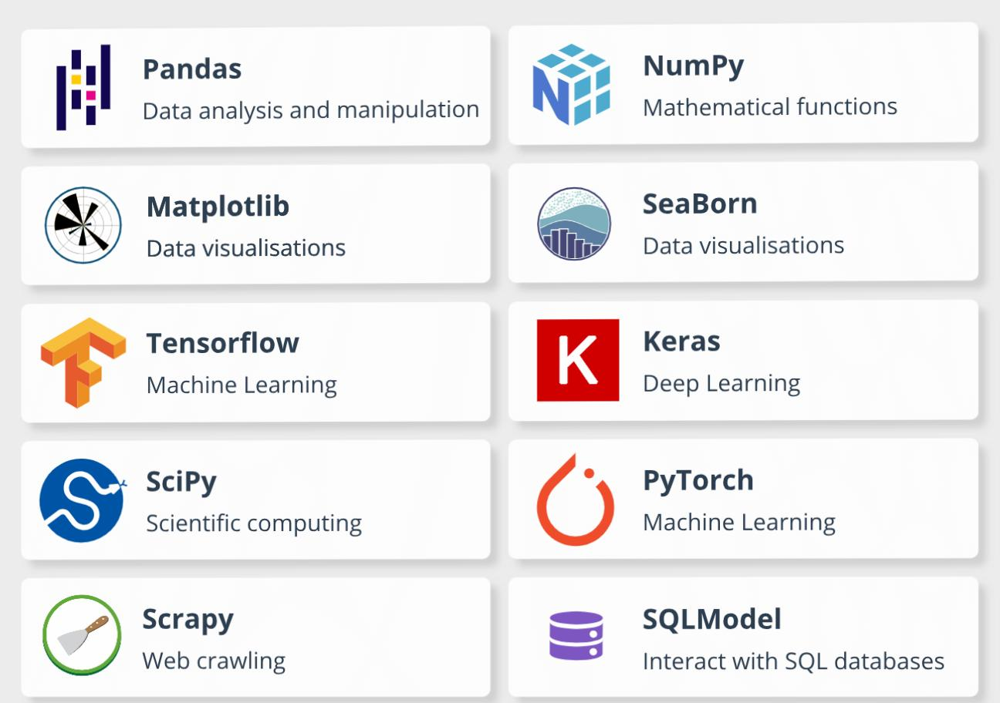 Pandas
Data analysis and manipulation
NumPy
Mathematical functions
Matplotlib
Data visualisations
SeaBorn
Data visualisations
Tensorflow
Machine Learning
Keras
Deep Learning
SciPy
Scientific computing
PyTorch
Machine Learning
Scrapy
Web crawling
SQLModel
Interact with SQL databases